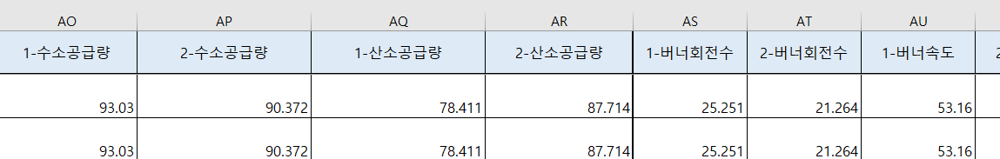 AO AP AQ AR AS AT AU
1-수소공급량 2-수소공급량 1-산소공급량 2-산소공급량 1-버너회전수 2-버너회전수 1-버너속도
93.03 90.372 78.411 87.714 25.251 21.264 53.16
93.03 90.372 78.411 87.714 25.251 21.264 53.16